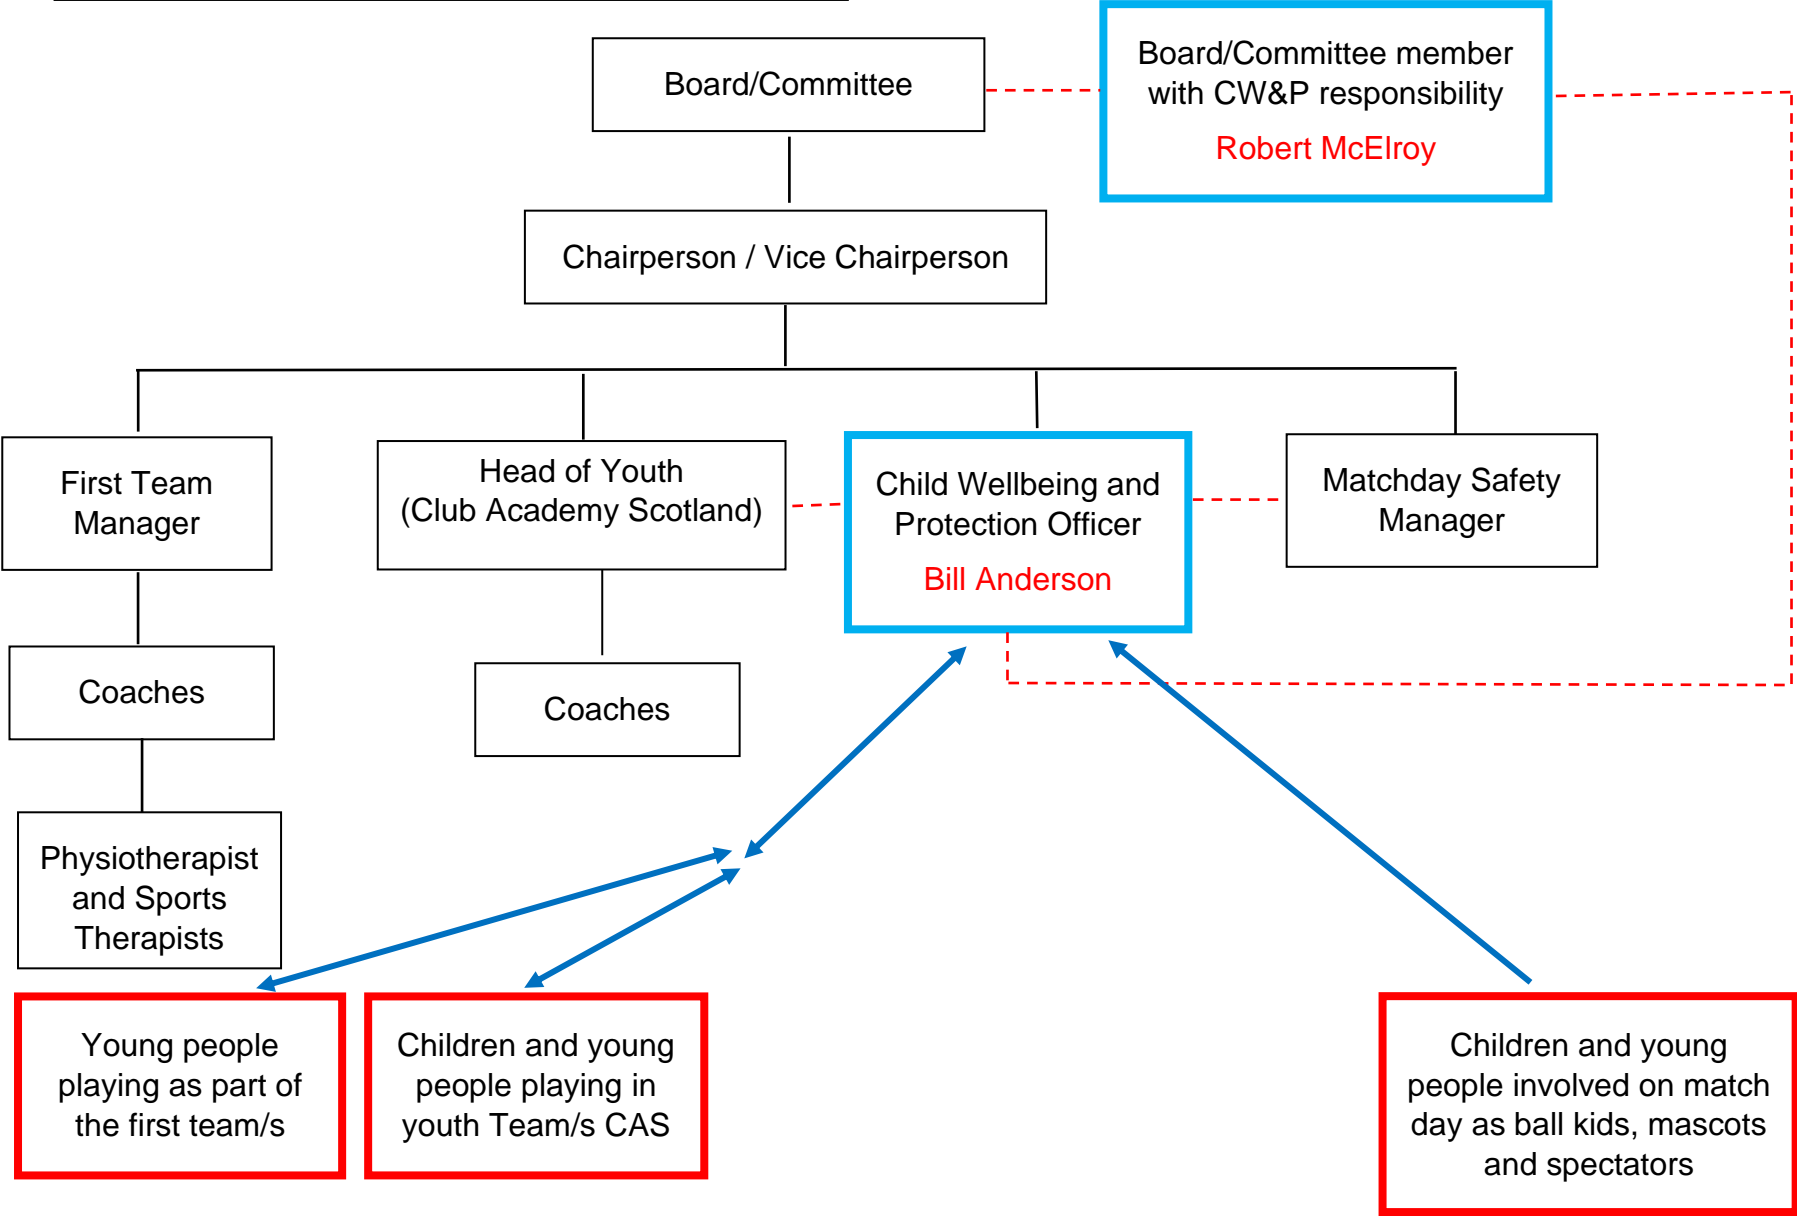 Board/Committee
Board/Committee member
with CW&P responsibility
Robert McElroy
Chairperson / Vice Chairperson
First Team
Manager
Head of Youth
(Club Academy Scotland)
Child Wellbeing and
Protection Officer
Bill Anderson
Matchday Safety
Manager
Coaches
Coaches
Physiotherapist
and Sports
Therapists
Young people
playing as part of
the first team/s
Children and young
people playing in
youth Team/s CAS
Children and young
people involved on match
day as ball kids, mascots
and spectators